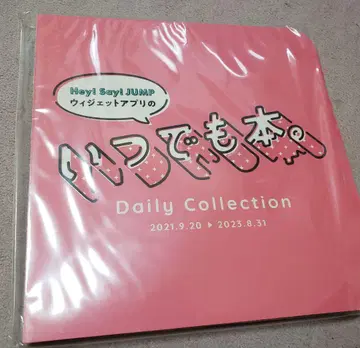 Hey! Say! JUMP
ウィジェットアプリの
いつでも本。
Daily Collection
2021.9.20 ▶ 2023.8.31